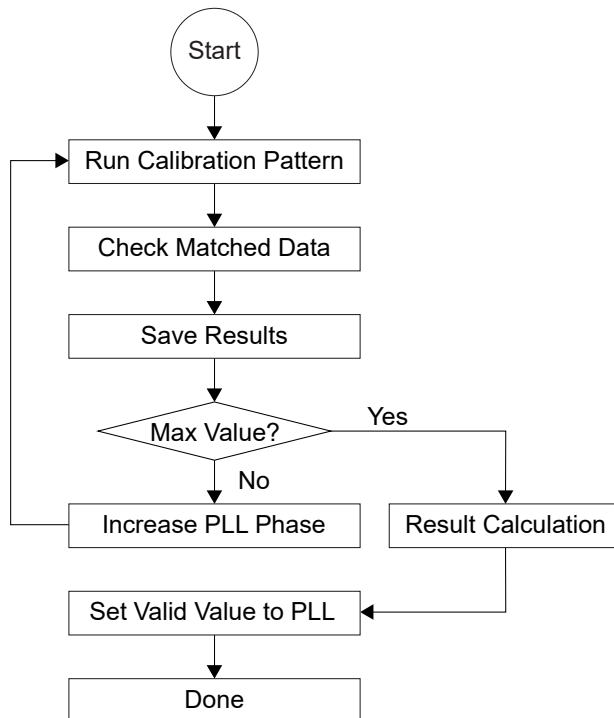 Start
Run Calibration Pattern
Check Matched Data
Save Results
Max Value?
Yes
No
Increase PLL Phase
Result Calculation
Set Valid Value to PLL
Done